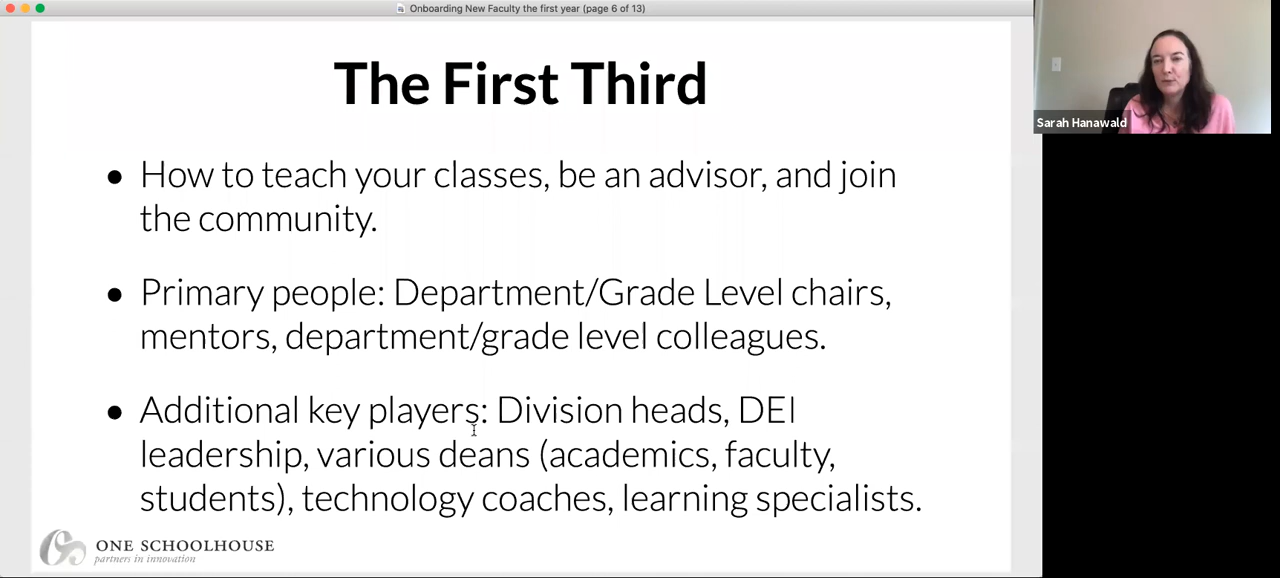 Onboarding New Faculty the first year (page 6 of 13)
The First Third
• How to teach your classes, be an advisor, and join
the community.
• Primary people: Department/Grade Level chairs,
mentors, department/grade level colleagues.
• Additional key players: Division heads, DEI
leadership, various deans (academics, faculty,
students), technology coaches, learning specialists.
ONE SCHOOLHOUSE
partners in innovation
Sarah Hanawald